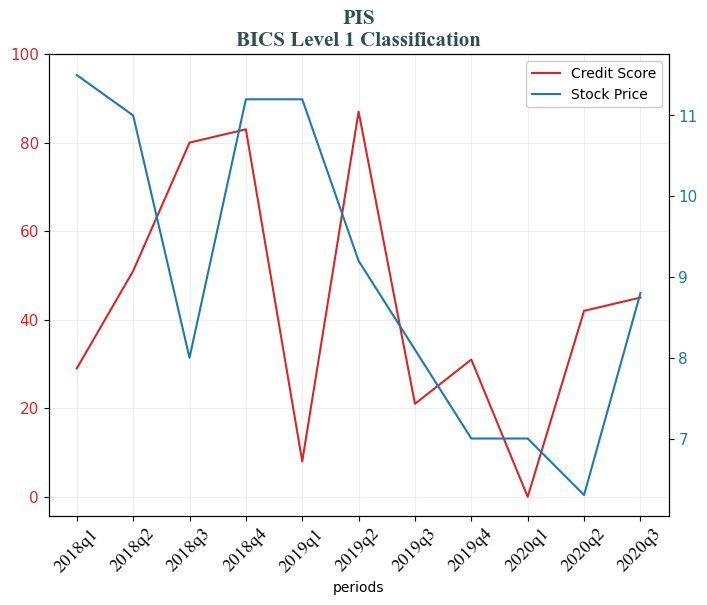 PIS
BICS Level 1 Classification
100
80
60
40
20
0
Credit Score
Stock Price
11
10
9
8
7
2018q1
2018q2
2018q3
2018q4
2019q1
2019q2
2019q3
2019q4
2020q1
2020q2
2020q3
periods